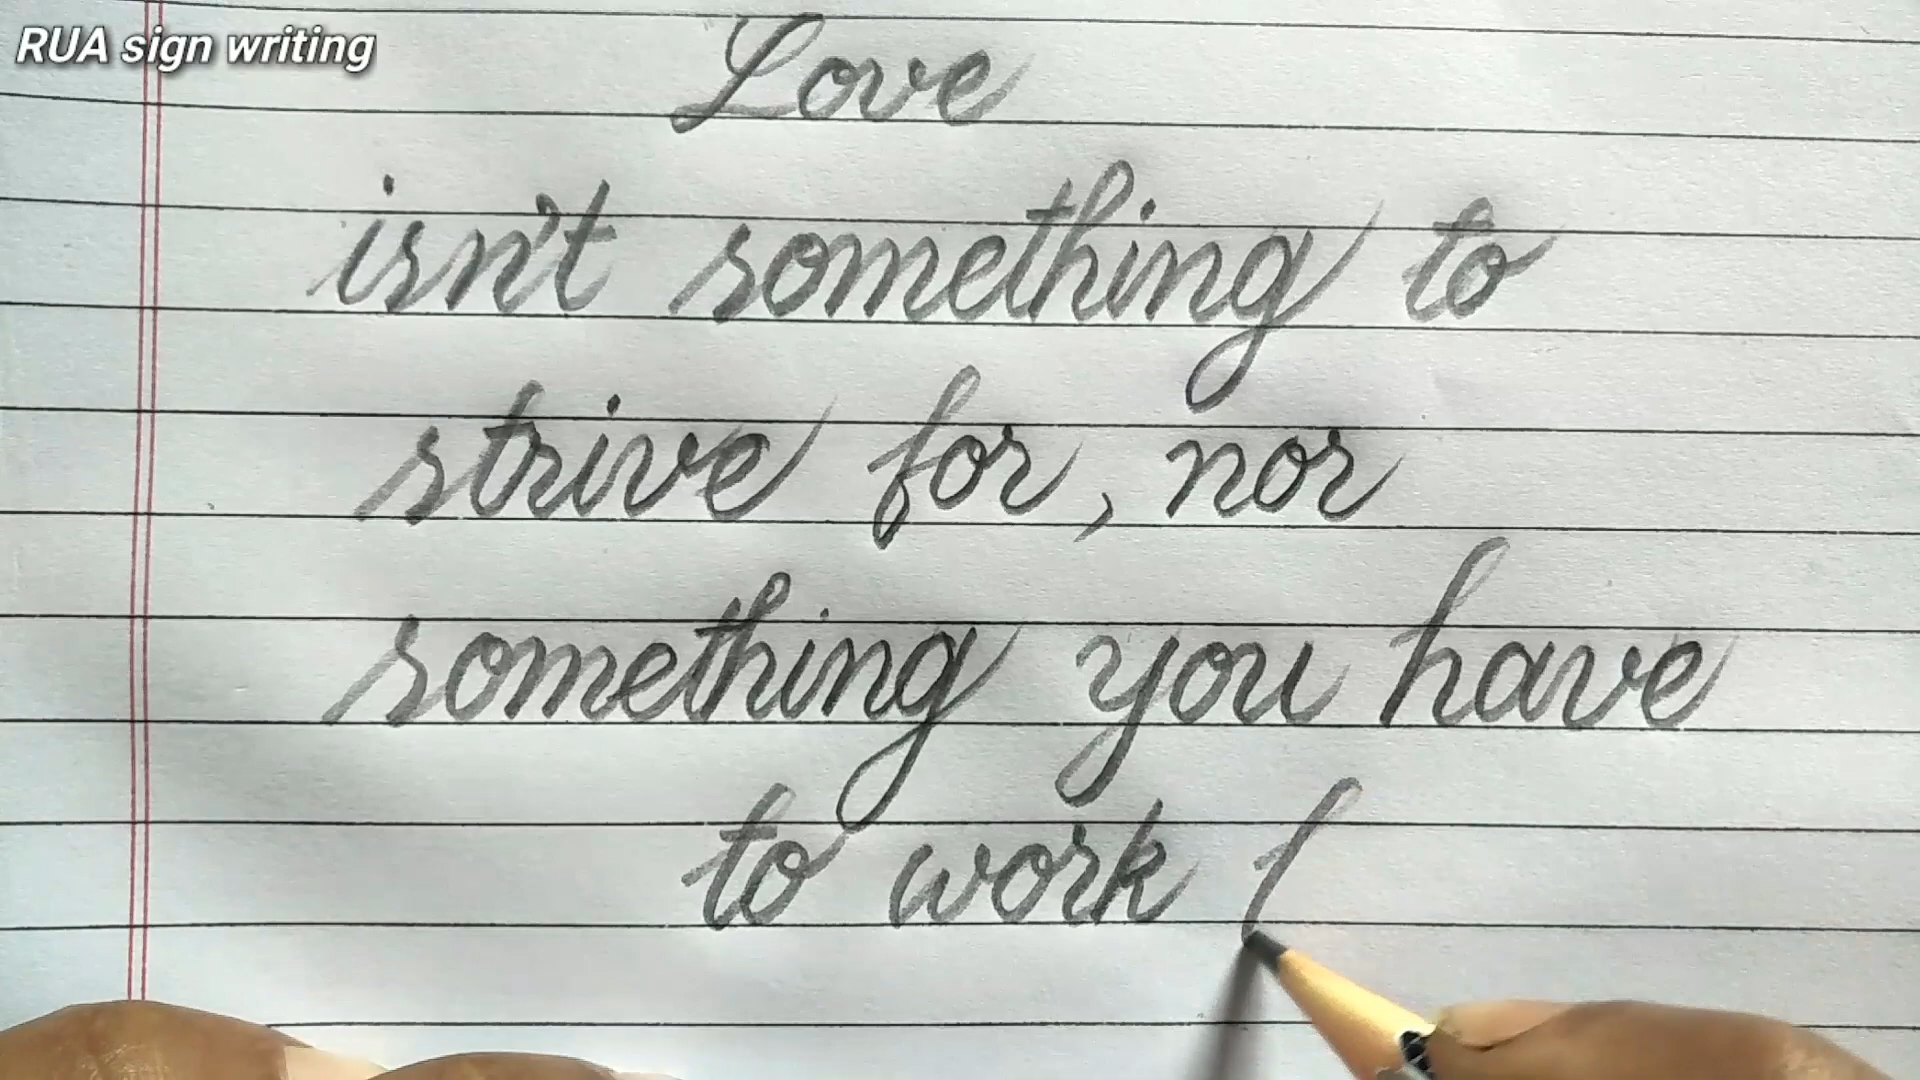 RUA sign writing
Love
isn't something to
strive for, nor
something you have
to work f